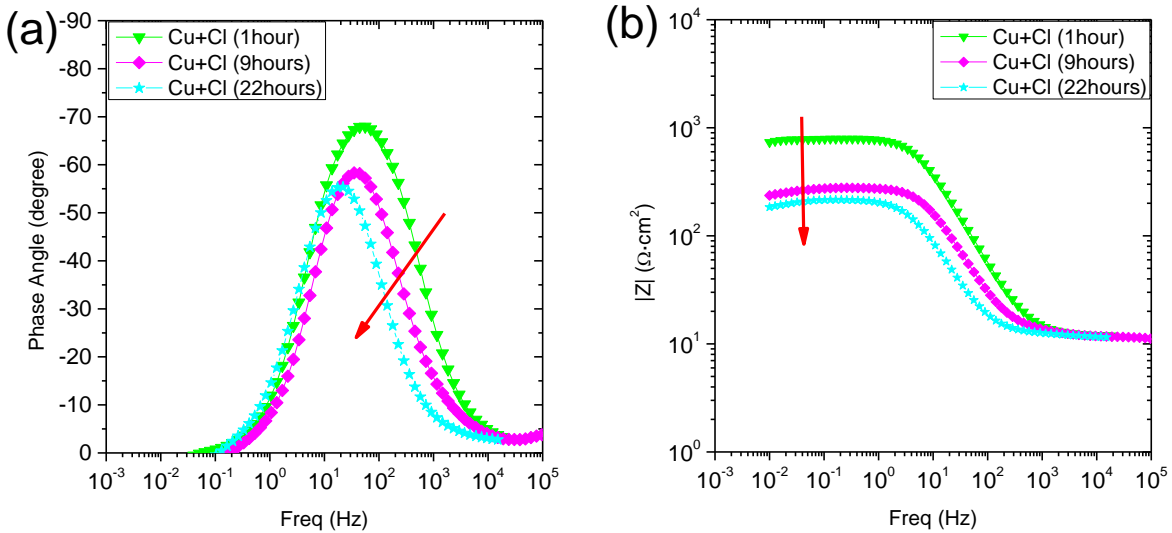 (a)
-90
-80
-70
-60
-50
-40
-30
-20
-10
0
Phase Angle (degree)
Cu+Cl (1hour)
Cu+Cl (9hours)
Cu+Cl (22hours)
10⁻³ 10⁻² 10⁻¹ 10⁰ 10¹ 10² 10³ 10⁴ 10⁵
Freq (Hz)
(b)
10⁴
10³
10²
10¹
10⁰
|Z| (Ω·cm²)
Cu+Cl (1hour)
Cu+Cl (9hours)
Cu+Cl (22hours)
10⁻³ 10⁻² 10⁻¹ 10⁰ 10¹ 10² 10³ 10⁴ 10⁵
Freq (Hz)